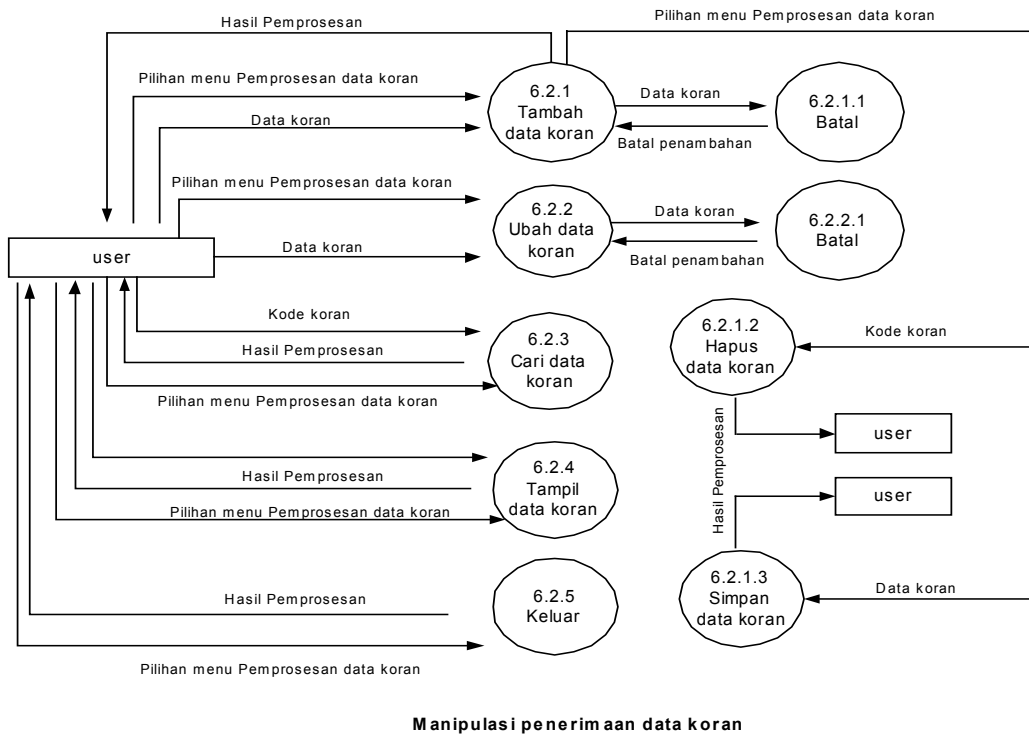 Hasil Pemprosesan
Pilihan menu Pemprosesan data koran
Pilihan menu Pemprosesan data koran
Data koran
6.2.1
Tambah
data koran
Data koran
Batal penambahan
6.2.1.1
Batal
Pilihan menu Pemprosesan data koran
Data koran
6.2.2
Ubah data
koran
Data koran
Batal penambahan
6.2.2.1
Batal
user
Kode koran
Hasil Pemprosesan
Pilihan menu Pemprosesan data koran
6.2.3
Cari data
koran
6.2.1.2
Hapus
data koran
Kode koran
Hasil Pemprosesan
user
user
Hasil Pemprosesan
Pilihan menu Pemprosesan data koran
6.2.4
Tampil
data koran
Hasil Pemprosesan
Pilihan menu Pemprosesan data koran
6.2.5
Keluar
6.2.1.3
Simpan
data koran
Data koran
Manipulasi penerimaan data koran